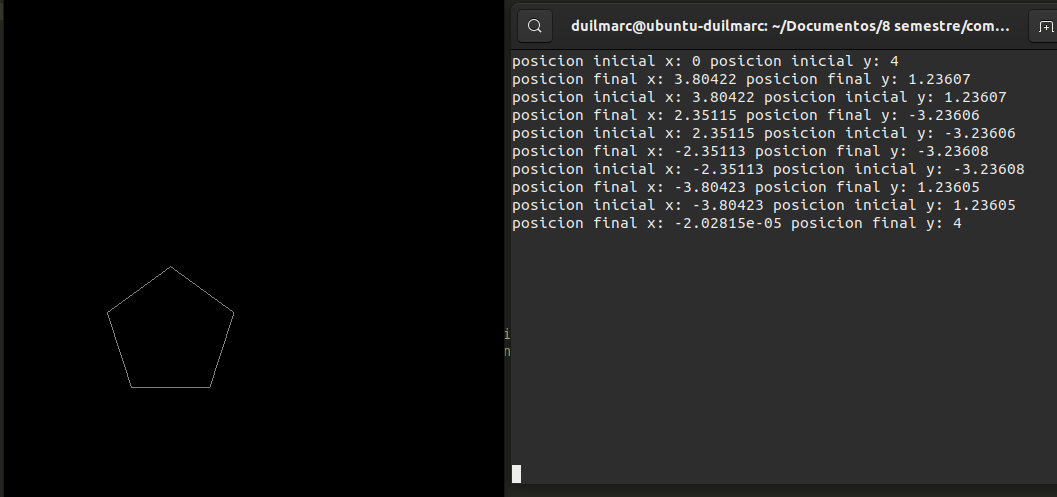 duilmarc@ubuntu-duilmarc: ~/Documentos/8 semestre/com...
posicion inicial x: 0 posicion inicial y: 4
posicion final x: 3.80422 posicion final y: 1.23607
posicion inicial x: 3.80422 posicion inicial y: 1.23607
posicion final x: 2.35115 posicion final y: -3.23606
posicion inicial x: 2.35115 posicion inicial y: -3.23606
posicion final x: -2.35113 posicion final y: -3.23608
posicion inicial x: -2.35113 posicion inicial y: -3.23608
posicion final x: -3.80423 posicion final y: 1.23605
posicion inicial x: -3.80423 posicion inicial y: 1.23605
posicion final x: -2.02815e-05 posicion final y: 4
i
n